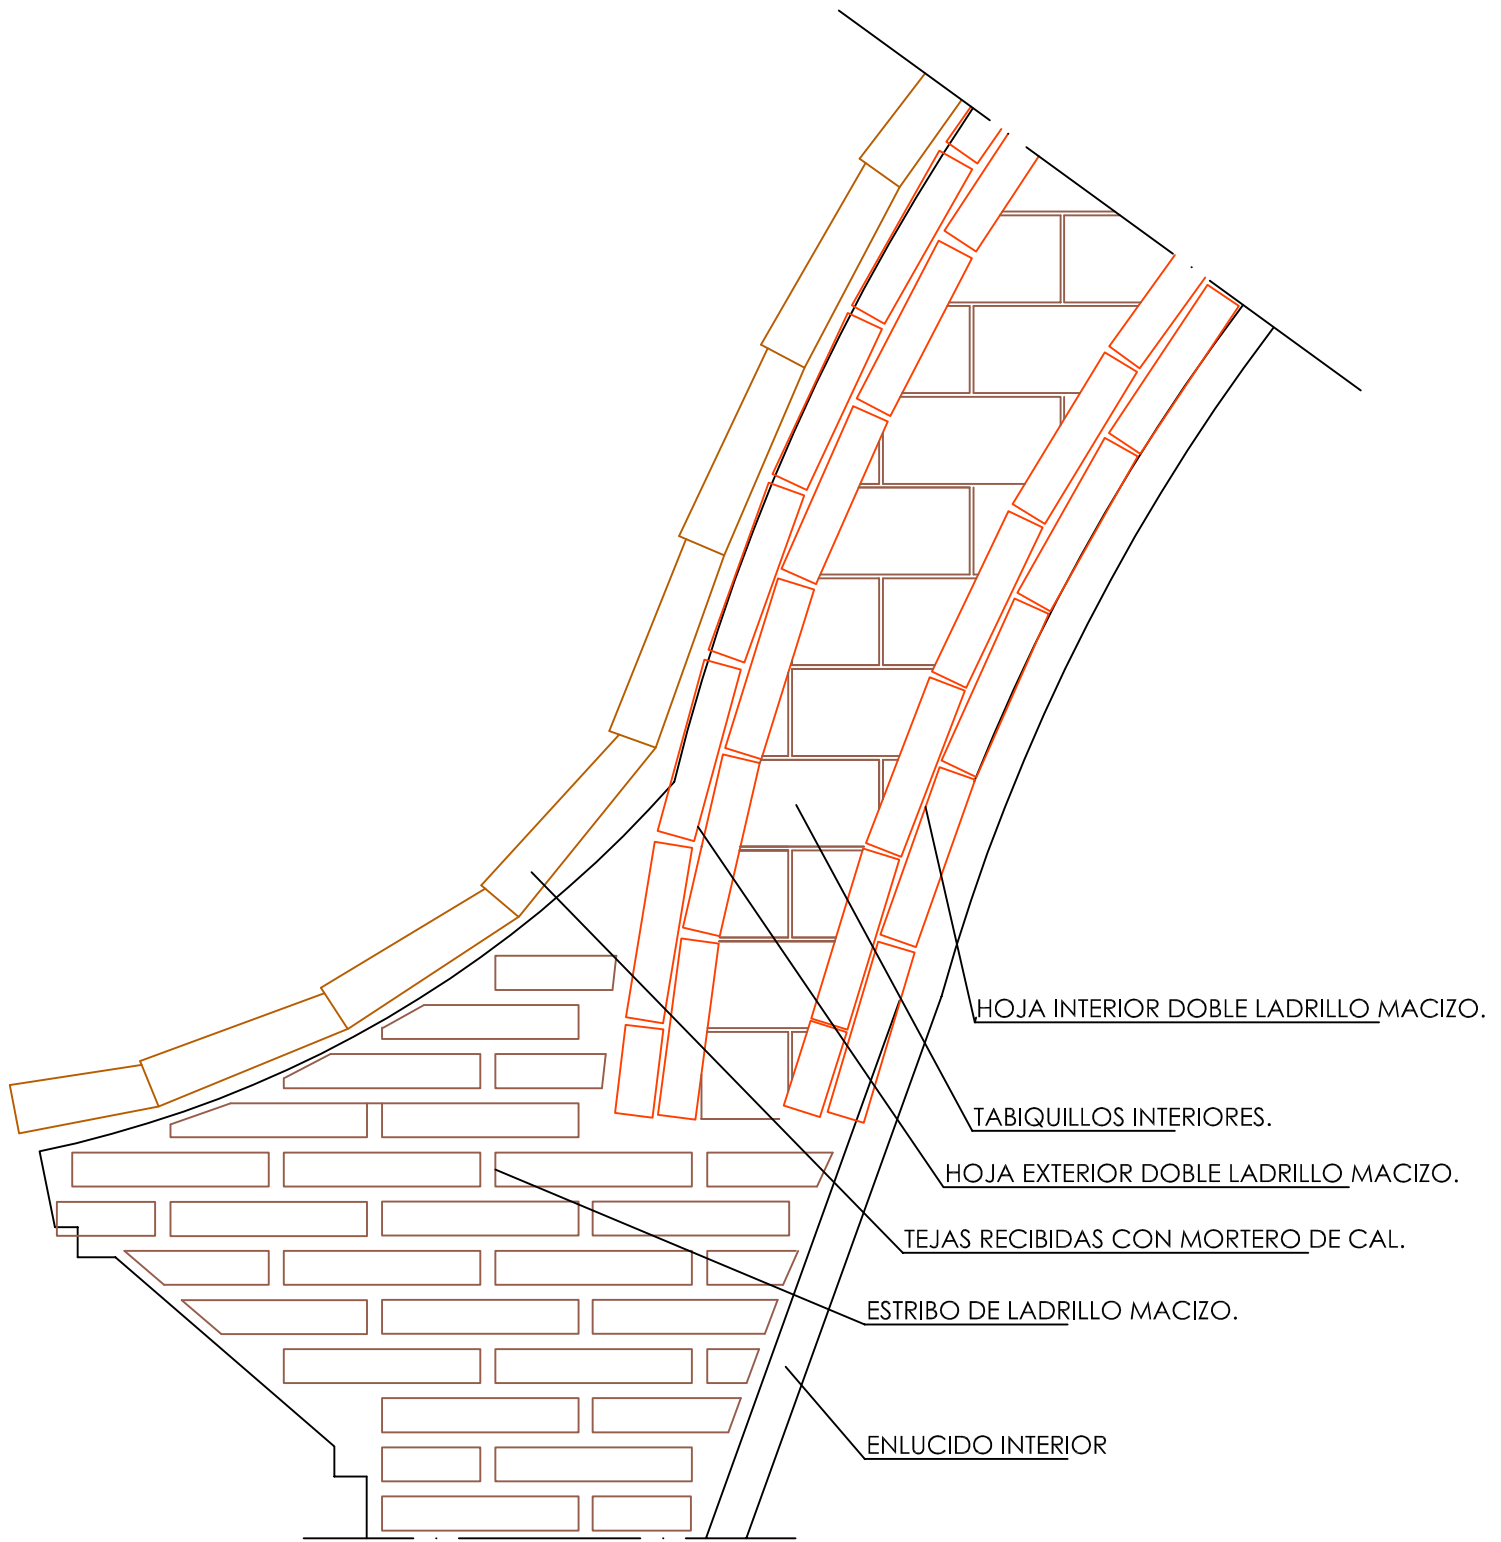 HOJA INTERIOR DOBLE LADRILLO MACIZO.
TABIQUILLOS INTERIORES.
HOJA EXTERIOR DOBLE LADRILLO MACIZO.
TEJAS RECIBIDAS CON MORTERO DE CAL.
ESTRIBO DE LADRILLO MACIZO.
ENLUCIDO INTERIOR